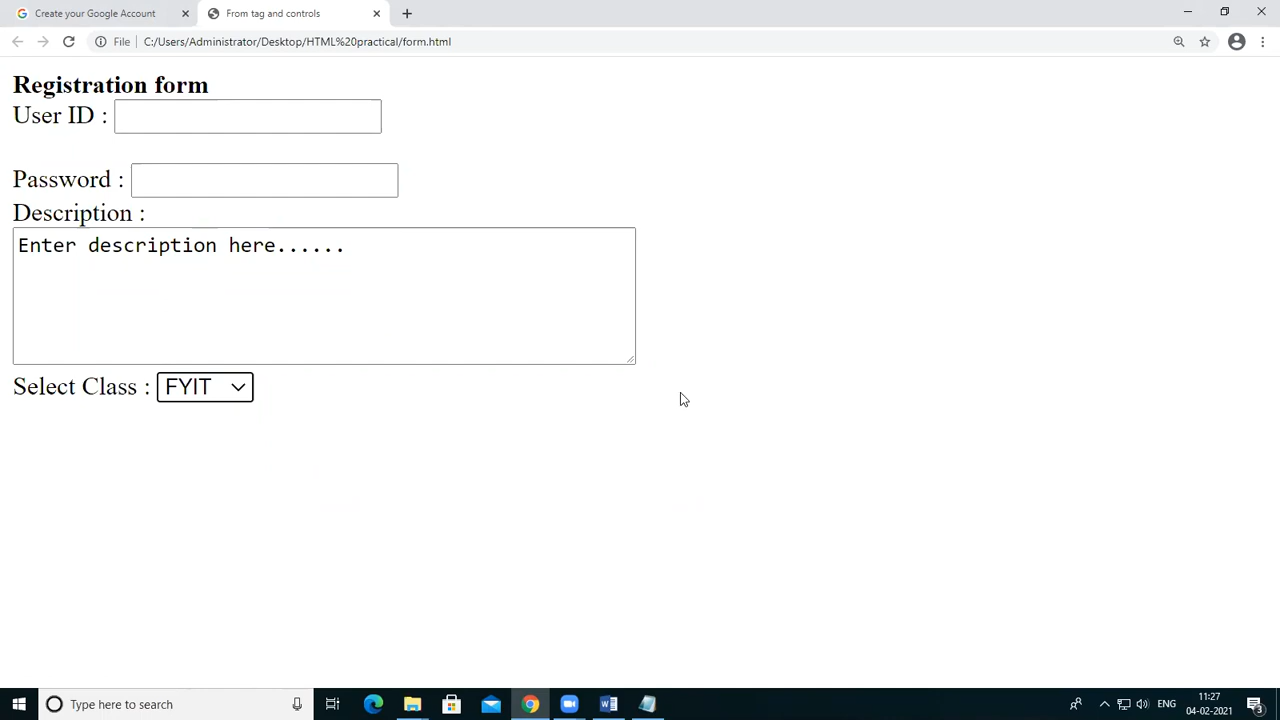 Create your Google Account
From tag and controls
File
C:/Users/Administrator/Desktop/HTML%20practical/form.html
Registration form
User ID :
Password :
Description :
Enter description here......
Select Class : FYIT
Type here to search
ENG
11:27
04-02-2021
3